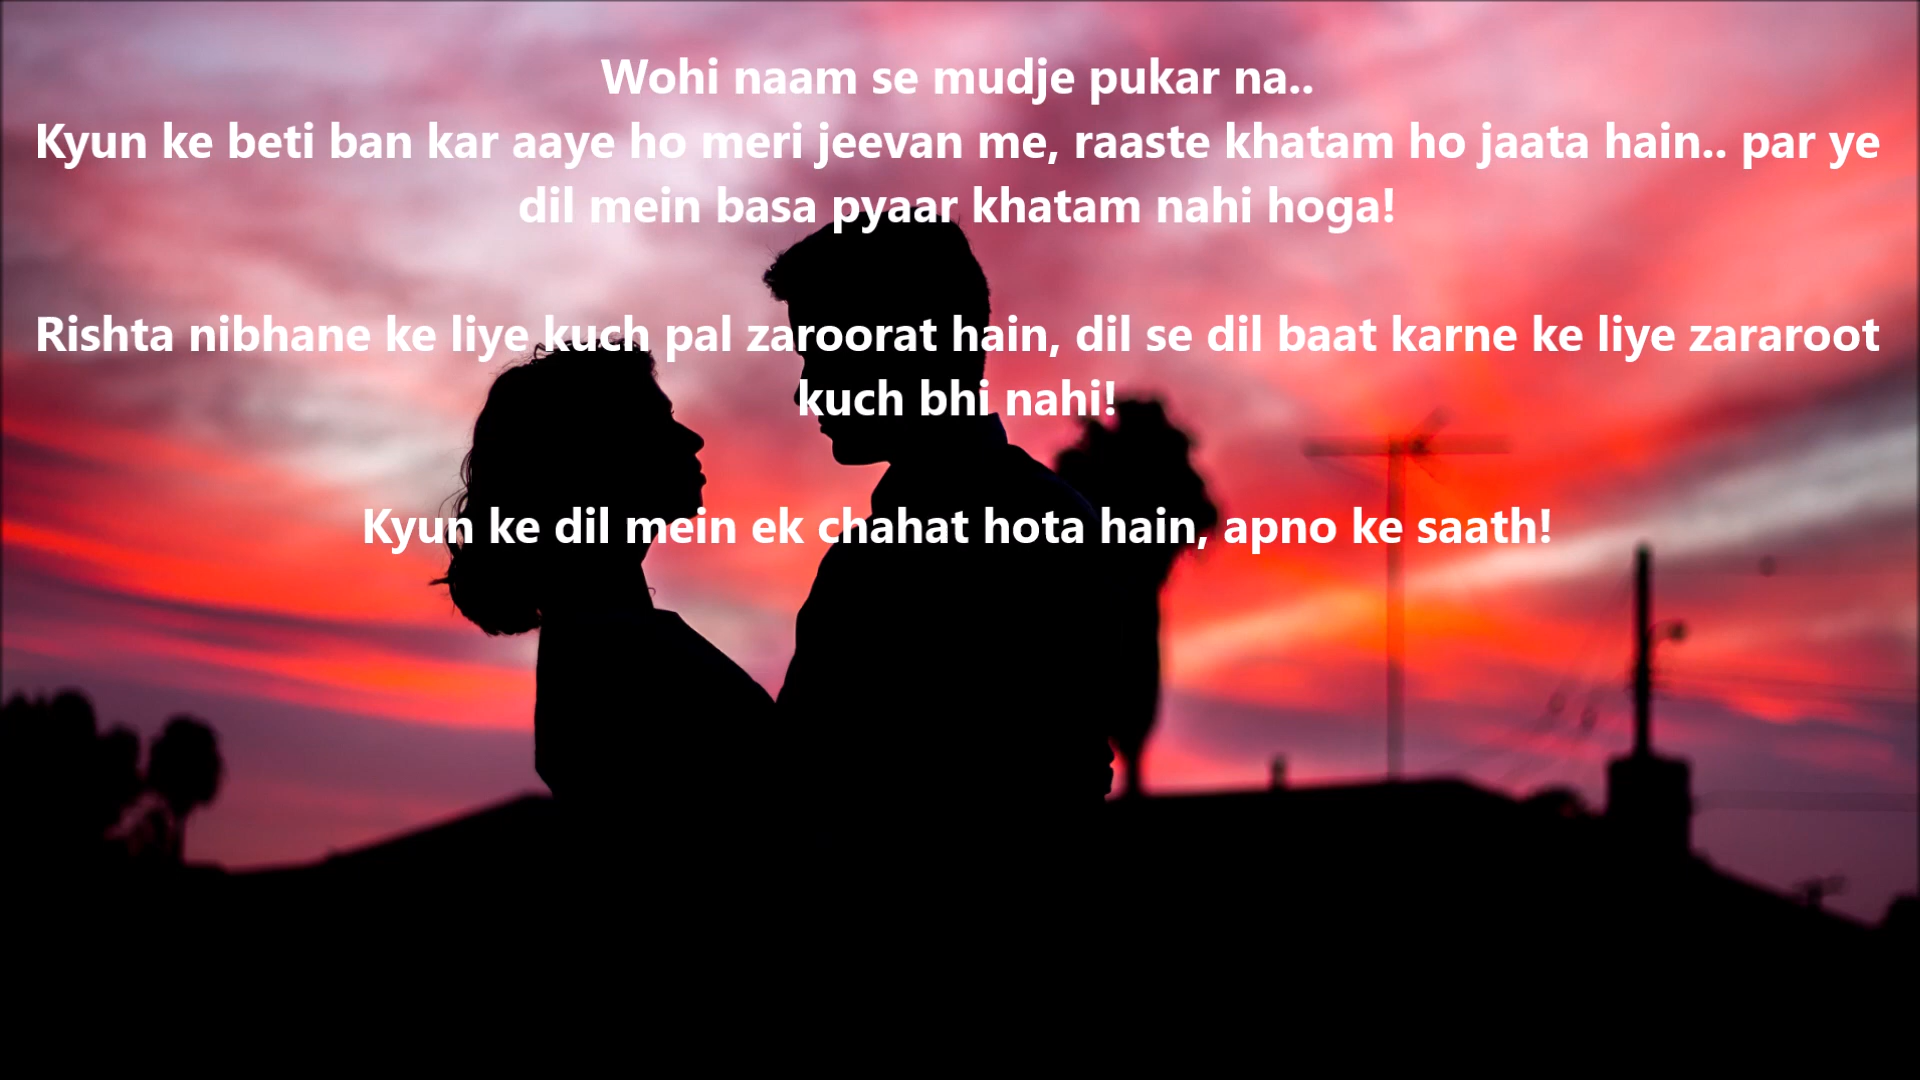 Wohi naam se mudje pukar na..
Kyun ke beti ban kar aaye ho meri jeevan me, raaste khatam ho jaata hain.. par ye
dil mein basa pyaar khatam nahi hoga!
Rishta nibhane ke liye kuch pal zaroorat hain, dil se dil baat karne ke liye zararoot
kuch bhi nahi!
Kyun ke dil mein ek chahat hota hain, apno ke saath!